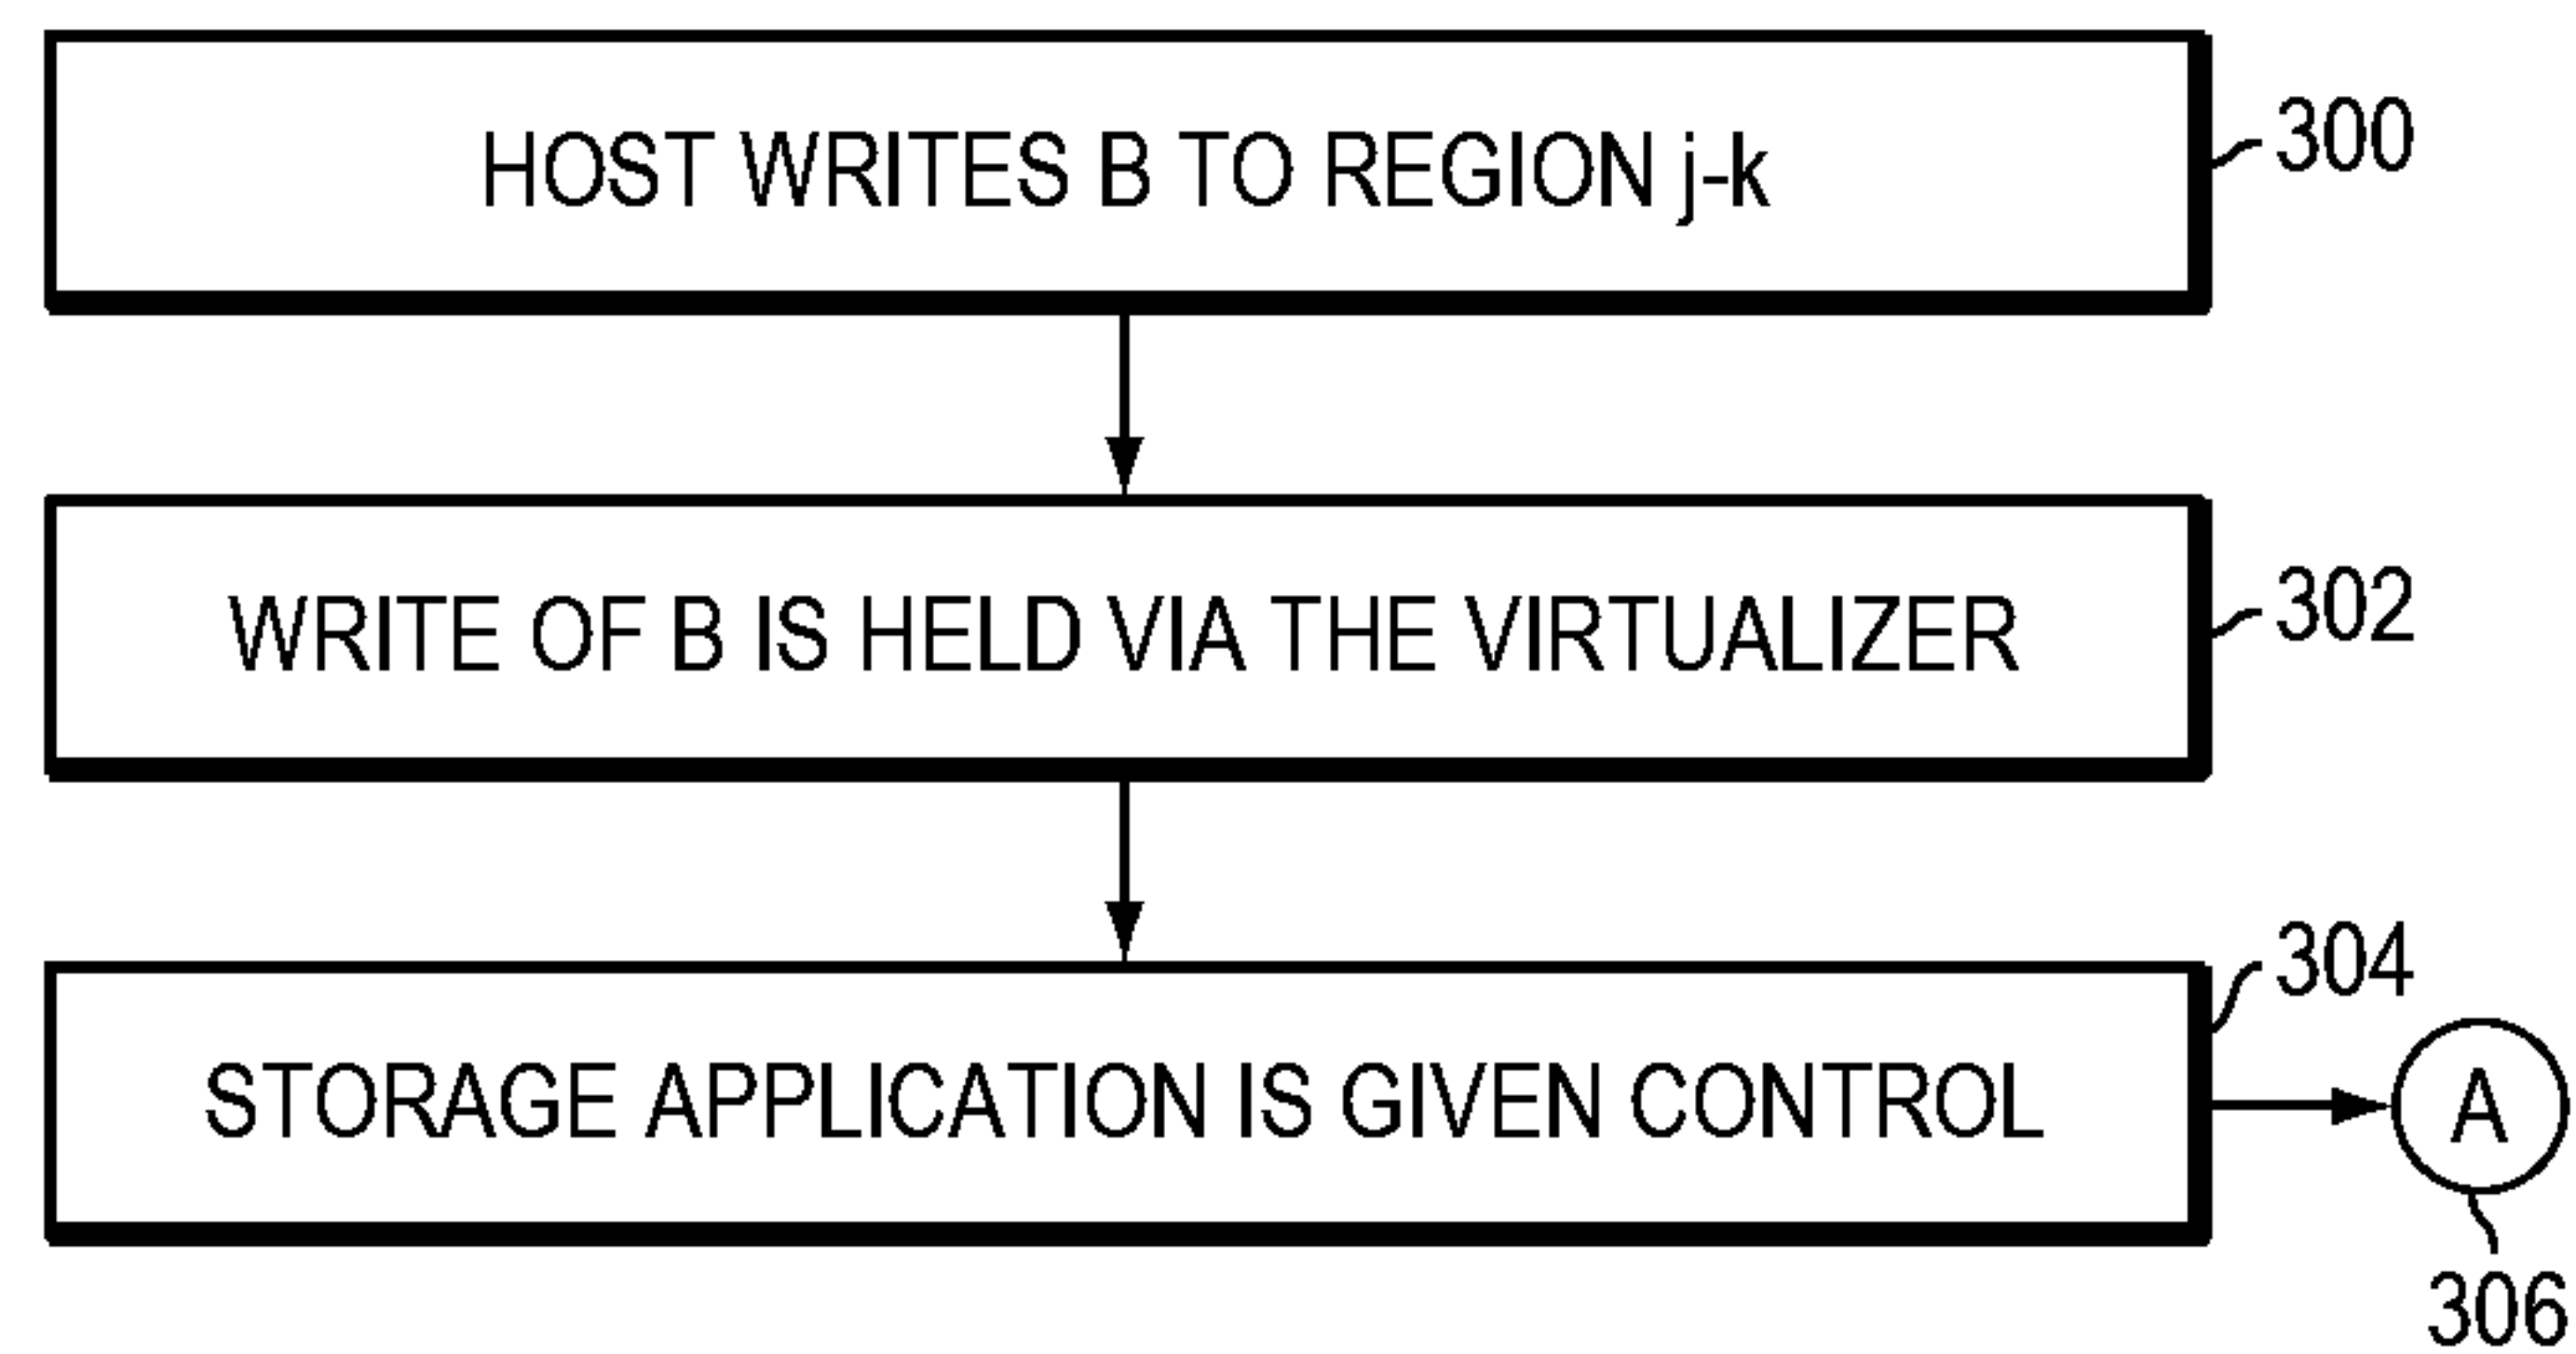 HOST WRITES B TO REGION j-k
300
WRITE OF B IS HELD VIA THE VIRTUALIZER
302
304
STORAGE APPLICATION IS GIVEN CONTROL
A
306